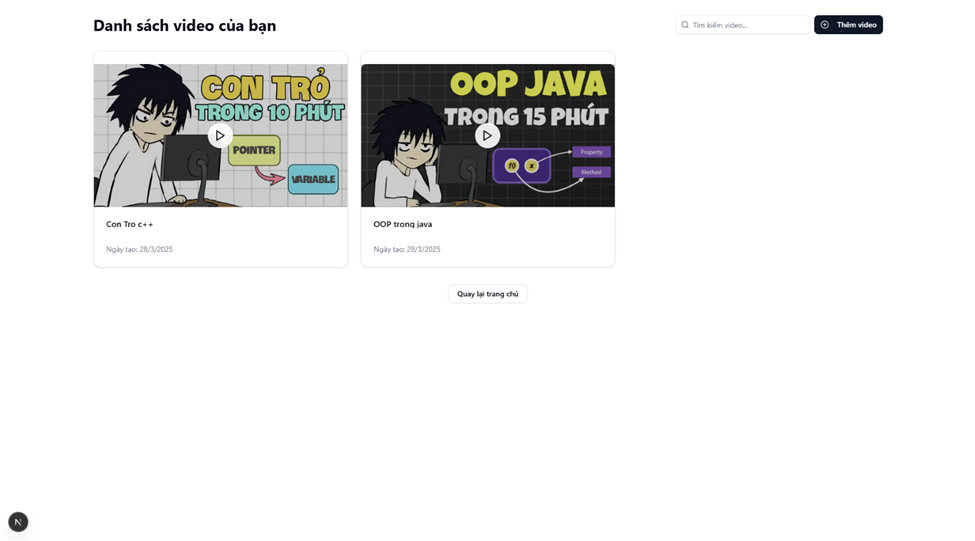 Danh sách video của bạn
Tìm kiếm video...
Thêm video
CON TRỎ
TRONG 10 PHÚT
POINTER
VARIABLE
OOP JAVA
TRONG 15 PHÚT
f()
x
Property
Method
Con Tro c++
Ngày tạo: 28/3/2025
OOP trong java
Ngày tạo: 28/3/2025
Quay lại trang chủ
N